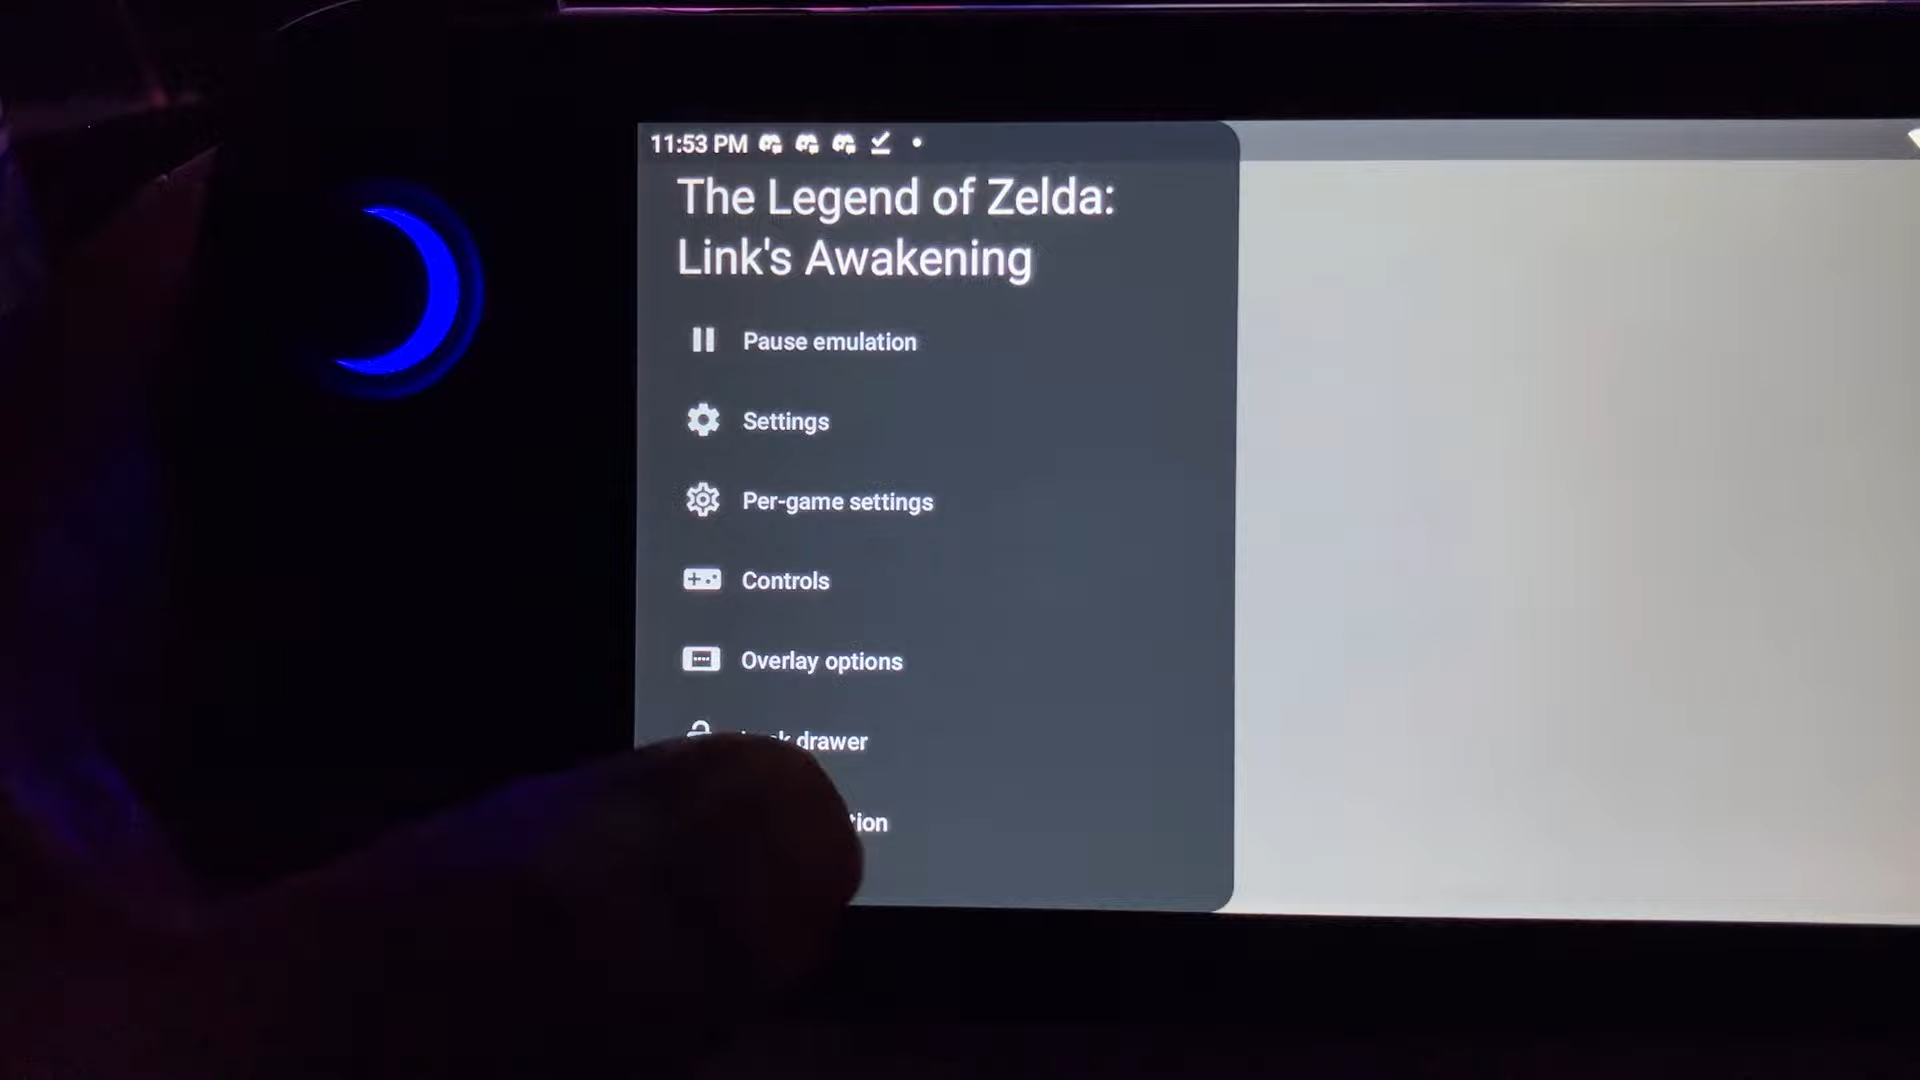 11:53 PM
The Legend of Zelda:
Link's Awakening
Pause emulation
Settings
Per-game settings
Controls
Overlay options
drawer